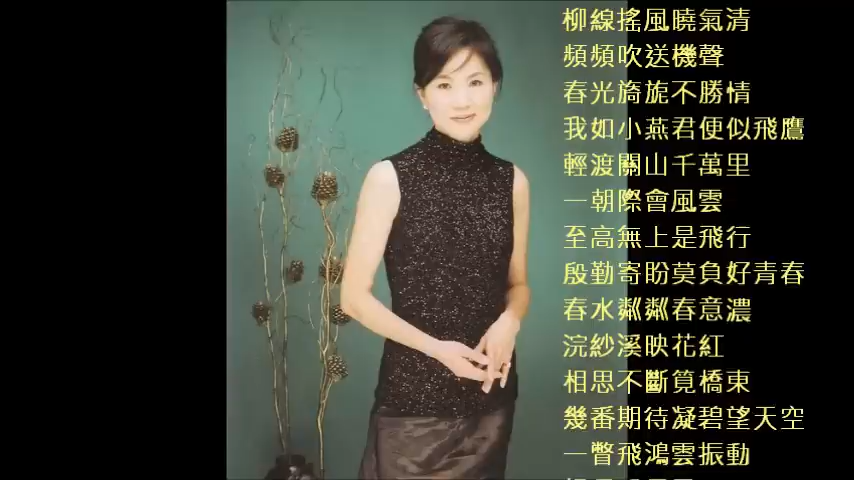 柳線搖風曉氣清
頻頻吹送機聲
春光旖旎不勝情
我如小燕君便似飛鷹
輕渡關山千萬里
一朝際會風雲
至高無上是飛行
殷勤寄盼莫負好青春
春水粼粼春意濃
浣紗溪映花紅
相思不斷筧橋東
幾番期待凝碧望天空
一瞥飛鴻雲振動